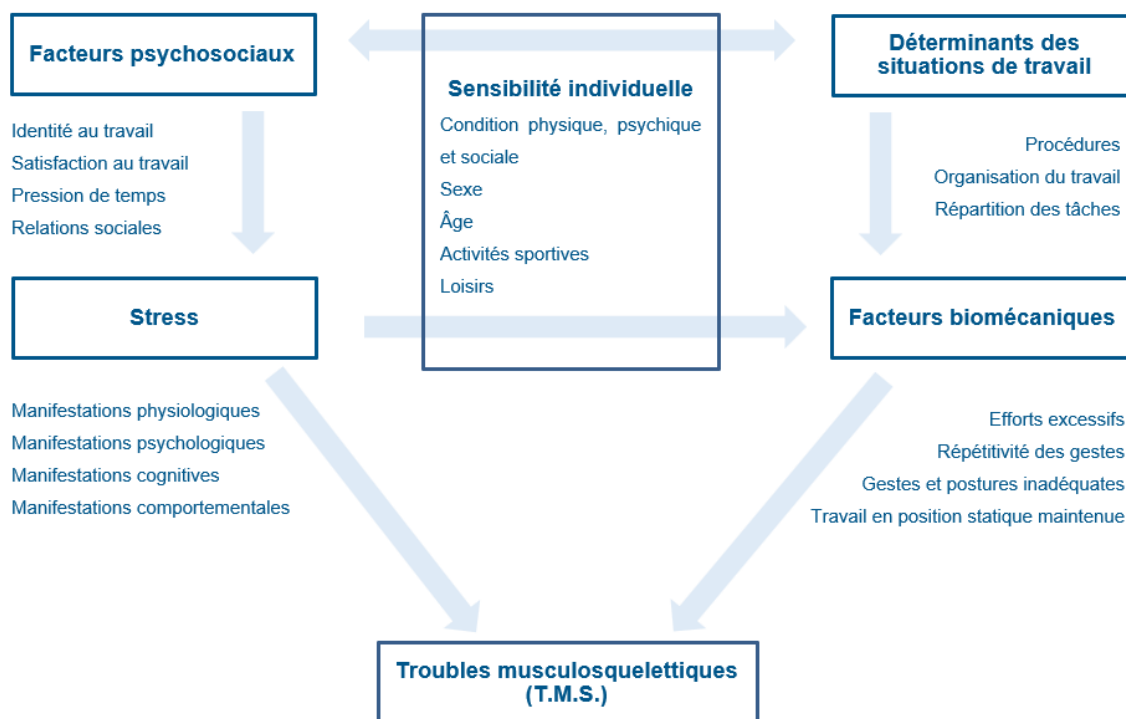 Facteurs psychosociaux
Identité au travail
Satisfaction au travail
Pression de temps
Relations sociales
Sensibilité individuelle
Condition physique, psychique
et sociale
Sexe
Âge
Activités sportives
Loisirs
Déterminants des
situations de travail
Procédures
Organisation du travail
Répartition des tâches
Stress
Manifestations physiologiques
Manifestations psychologiques
Manifestations cognitives
Manifestations comportementales
Facteurs biomécaniques
Efforts excessifs
Répétitivité des gestes
Gestes et postures inadéquates
Travail en position statique maintenue
Troubles musculosquelettiques
(T.M.S.)